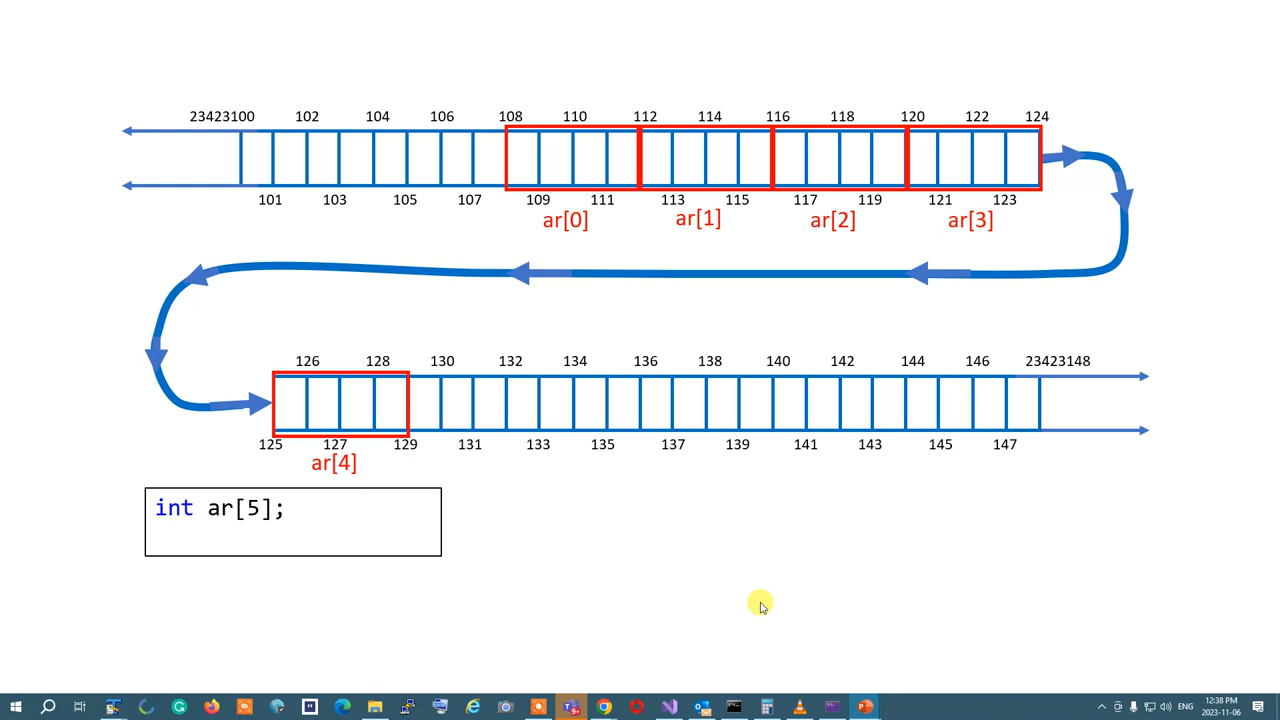 23423100 102 104 106 108 110 112 114 116 118 120 122 124
101 103 105 107 109 111 113 115 117 119 121 123
ar[0] ar[1] ar[2] ar[3]
126 128 130 132 134 136 138 140 142 144 146 23423148
125 127 129 131 133 135 137 139 141 143 145 147
ar[4]
int ar[5];
12:38 PM
ENG
2023-11-06